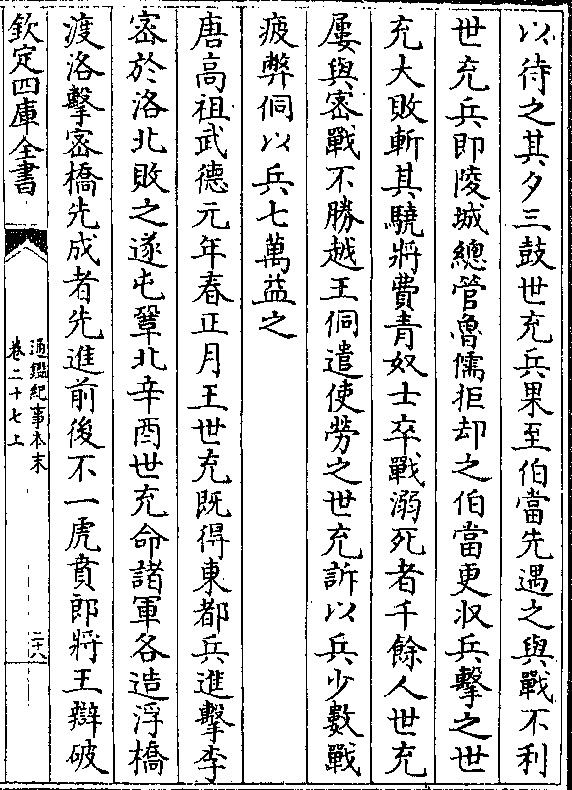 以待之其夕三鼓世充兵果至伯當先遇之與戰不利
世充兵即陵城總管魯儒拒却之伯當更収兵擊之世
充大敗斬其驍將費青奴士卒戰溺死者千餘人世充
屢與密戰不勝越王侗遣使勞之世充訴以兵少數戰
疲弊侗以兵七萬益之
唐高祖武德元年春正月王世充既得東都兵進擊李
密於洛北敗之遂屯鞏北辛酉世充命諸軍各造浮橋
渡洛擊密橋先成者先進前後不一虎賁郎將王辯破
欽定四庫全書
通鑑紀事本末
卷二十七上
二十八